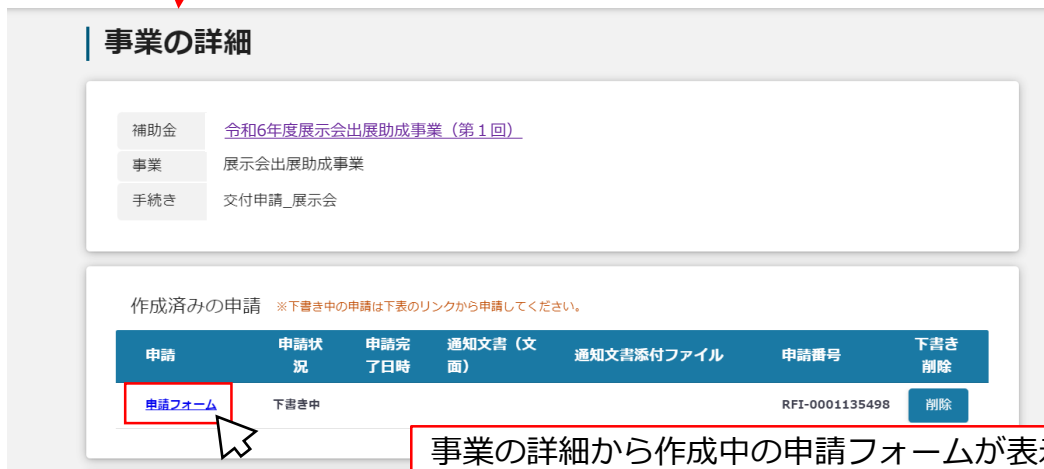 事業の詳細
補助金 令和6年度展示会出展助成事業（第１回）
事業 展示会出展助成事業
手続き 交付申請_展示会
作成済みの申請 ※下書き中の申請は下表のリンクから申請してください。
申請 申請状況 申請完了日時 通知文書（文面） 通知文書添付ファイル 申請番号 下書き削除
申請フォーム 下書き中 RFI-0001135498 削除
事業の詳細から作成中の申請フォームが表